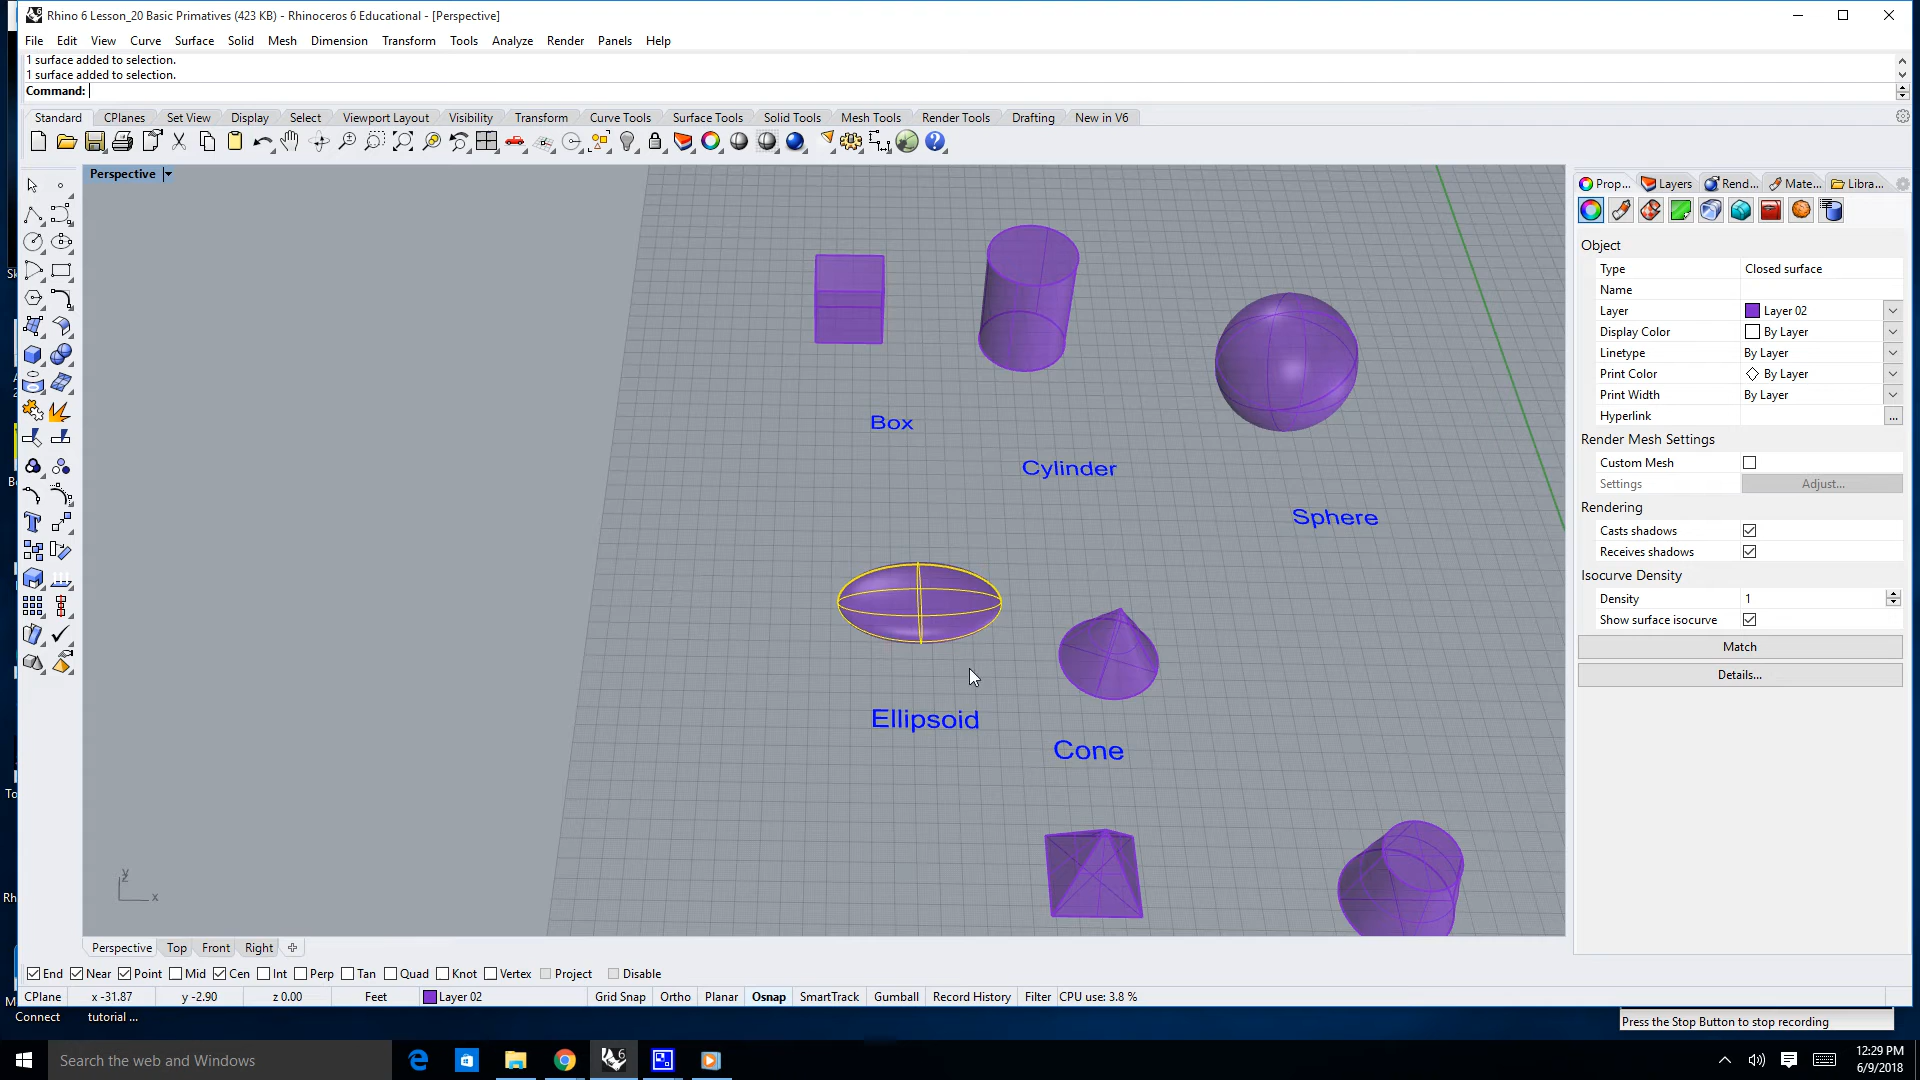 Rhino 6 Lesson_20 Basic Primatives (423 KB) - Rhinoceros 6 Educational - [Perspective]
File Edit View Curve Surface Solid Mesh Dimension Transform Tools Analyze Render Panels Help
1 surface added to selection.
1 surface added to selection.
Command:
Standard CPlanes Set View Display Select Viewport Layout Visibility Transform Curve Tools Surface Tools Solid Tools Mesh Tools Render Tools Drafting New in V6
Perspective
Prop... Layers Rend... Mate... Libra...
Object
Type Closed surface
Name
Layer Layer 02
Display Color By Layer
Linetype By Layer
Print Color By Layer
Print Width By Layer
Hyperlink ...
Render Mesh Settings
Custom Mesh
Settings Adjust...
Rendering
Casts shadows
Receives shadows
Isocurve Density
Density 1
Show surface isocurve
Match
Details...
Box
Cylinder
Sphere
Ellipsoid
Cone
y
z
x
Perspective Top Front Right
End Near Point Mid Cen Int Perp Tan Quad Knot Vertex Project Disable
CPlane x -31.87 y -2.90 z 0.00 Feet Layer 02 Grid Snap Ortho Planar Osnap SmartTrack Gumball Record History Filter CPU use: 3.8 %
Connect tutorial ...
Press the Stop Button to stop recording
Search the web and Windows
6
12:29 PM
6/9/2018